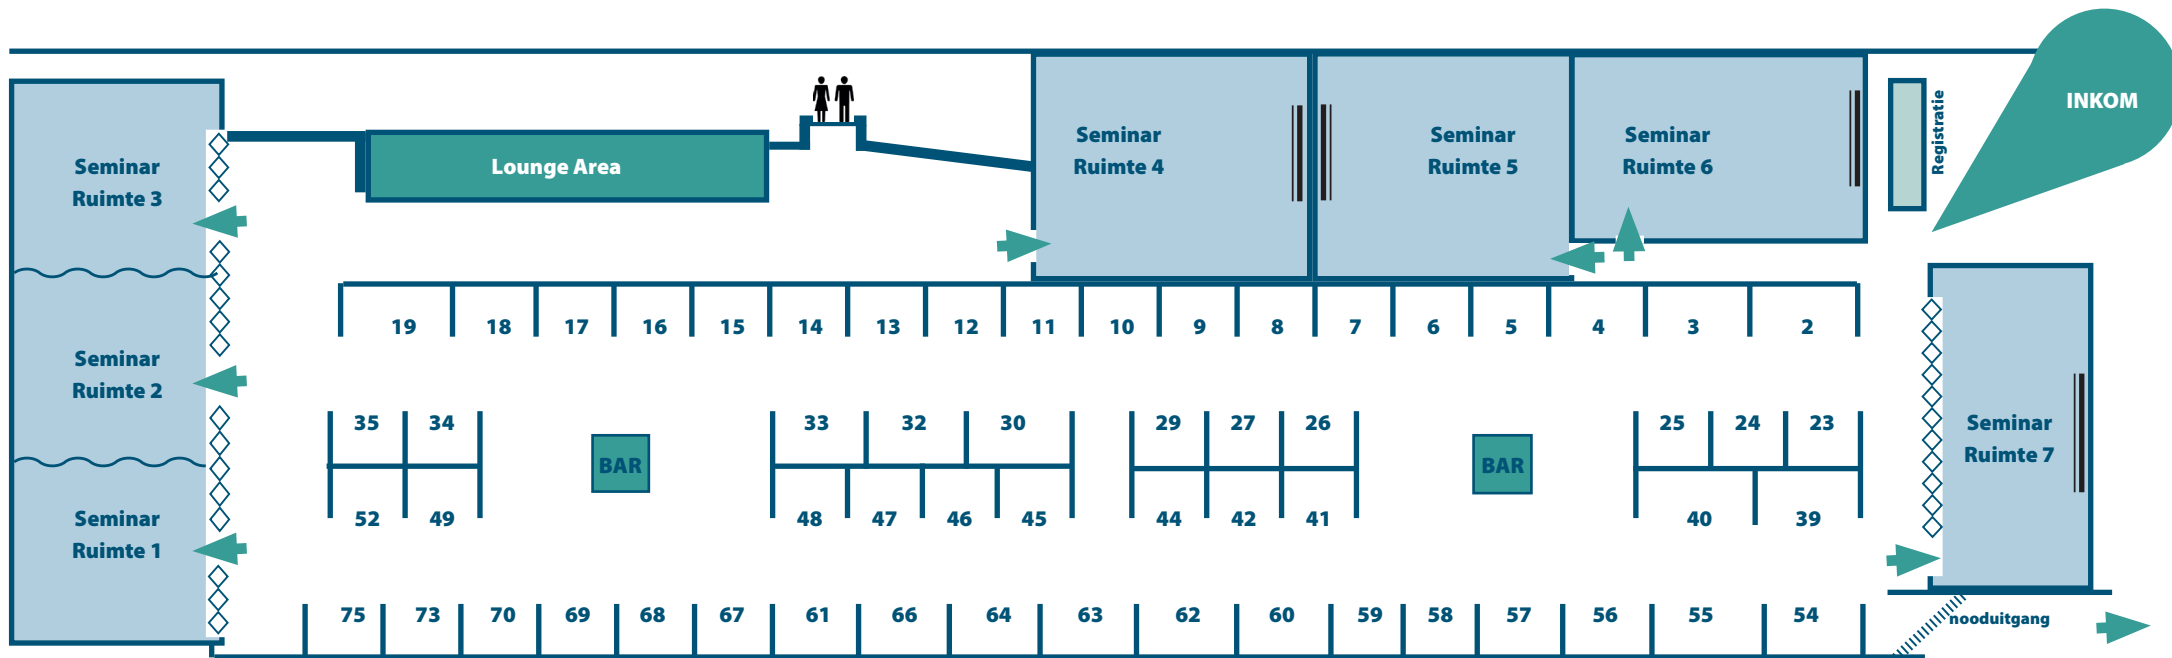 INKOM
Registratie
Seminar
Ruimte 3
Lounge Area
Seminar
Ruimte 4
Seminar
Ruimte 5
Seminar
Ruimte 6
19 18 17 16 15 14 13 12 11 10 9 8 7 6 5 4 3 2
Seminar
Ruimte 2
35 34 33 32 30 29 27 26 25 24 23
BAR BAR
Seminar
Ruimte 7
52 49 48 47 46 45 44 42 41 40 39
Seminar
Ruimte 1
75 73 70 69 68 67 61 66 64 63 62 60 59 58 57 56 55 54
nooduitgang